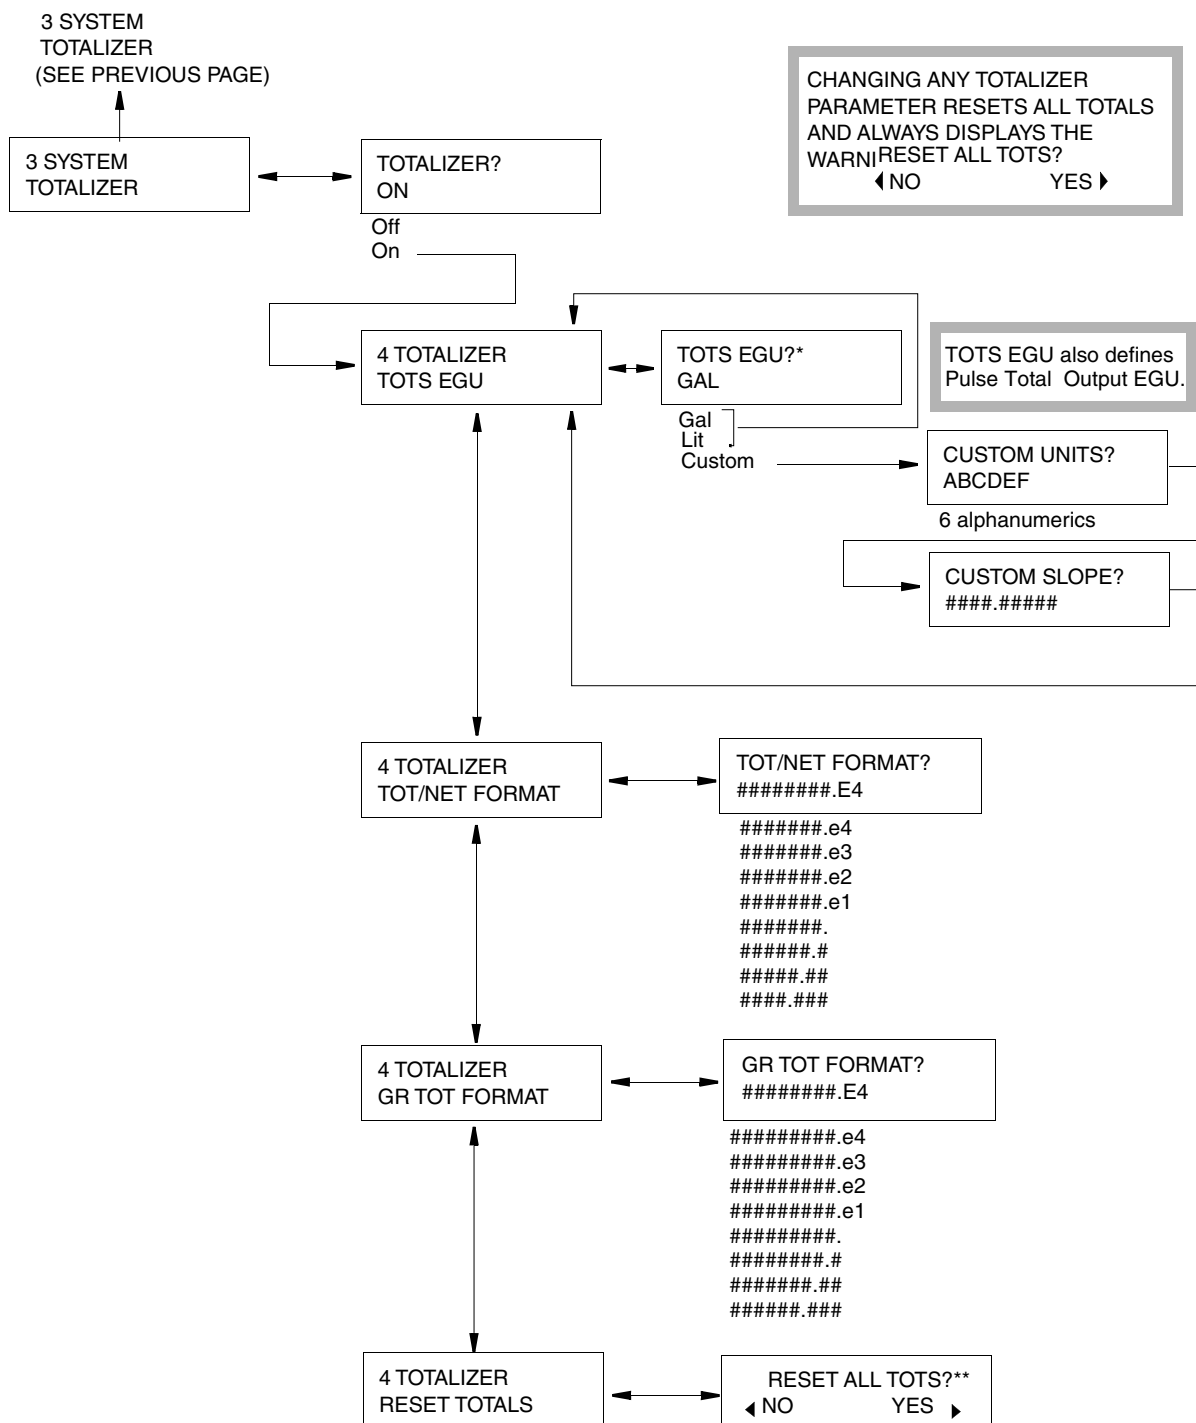 3 SYSTEM
TOTALIZER
(SEE PREVIOUS PAGE)
CHANGING ANY TOTALIZER
PARAMETER RESETS ALL TOTALS
AND ALWAYS DISPLAYS THE
WARNI RESET ALL TOTS?
NO YES
3 SYSTEM
TOTALIZER
TOTALIZER?
ON
Off
On
4 TOTALIZER
TOTS EGU
TOTS EGU?*
GAL
Gal
Lit
Custom
TOTS EGU also defines
Pulse Total Output EGU.
CUSTOM UNITS?
ABCDEF
6 alphanumerics
CUSTOM SLOPE?
####.#####
4 TOTALIZER
TOT/NET FORMAT
TOT/NET FORMAT?
########.E4
#######.e4
#######.e3
#######.e2
#######.e1
#######.
######.#
#####.##
####.###
4 TOTALIZER
GR TOT FORMAT
GR TOT FORMAT?
########.E4
#########.e4
#########.e3
#########.e2
#########.e1
#########.
########.#
#######.##
######.###
4 TOTALIZER
RESET TOTALS
RESET ALL TOTS?**
NO YES